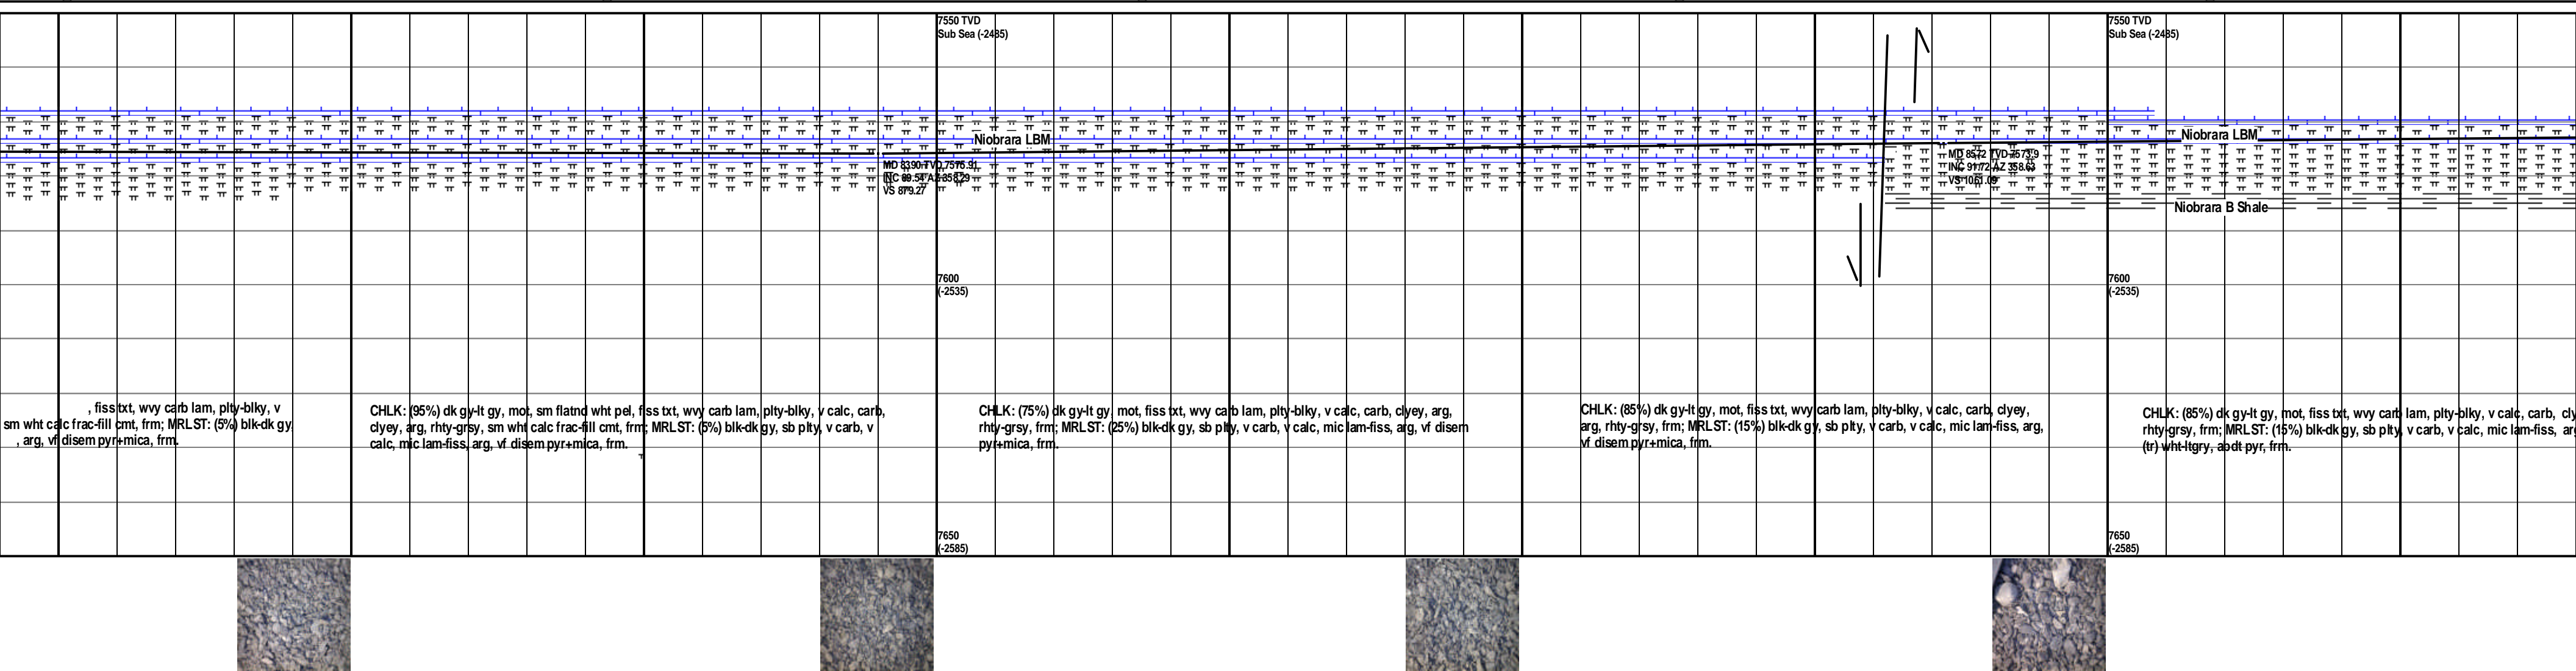 7550 TVD
Sub Sea (-2485)
7550 TVD
Sub Sea (-2485)
Niobrara LBM
MD 8390 TVD 7575.91
INC 89.54 AZ 358.29
VS 879.27
MD 8572 TVD 7573.9
INC 91.72 AZ 358.63
VS 1061.09
Niobrara LBM
Niobrara B Shale
7600
(-2535)
7600
(-2535)
, fiss txt, wvy carb lam, plty-blky, v
sm wht calc frac-fill cmt, frm; MRLST: (5%) blk-dk gy,
, arg, vf disem pyr+mica, frm.
CHLK: (95%) dk gy-lt gy, mot, sm flatnd wht pel, fiss txt, wvy carb lam, plty-blky, v calc, carb,
clyey, arg, rhty-grsy, sm wht calc frac-fill cmt, frm; MRLST: (5%) blk-dk gy, sb plty, v carb, v
calc, mic lam-fiss, arg, vf disem pyr+mica, frm.
CHLK: (75%) dk gy-lt gy, mot, fiss txt, wvy carb lam, plty-blky, v calc, carb, clyey, arg,
rhty-grsy, frm; MRLST: (25%) blk-dk gy, sb plty, v carb, v calc, mic lam-fiss, arg, vf disem
pyr+mica, frm.
CHLK: (85%) dk gy-lt gy, mot, fiss txt, wvy carb lam, plty-blky, v calc, carb, clyey,
arg, rhty-grsy, frm; MRLST: (15%) blk-dk gy, sb plty, v carb, v calc, mic lam-fiss, arg,
vf disem pyr+mica, frm.
CHLK: (85%) dk gy-lt gy, mot, fiss txt, wvy carb lam, plty-blky, v calc, carb, cly
rhty-grsy, frm; MRLST: (15%) blk-dk gy, sb plty, v carb, v calc, mic lam-fiss, arg
(tr) wht-ltgry, abdt pyr, frm.
7650
(-2585)
7650
(-2585)